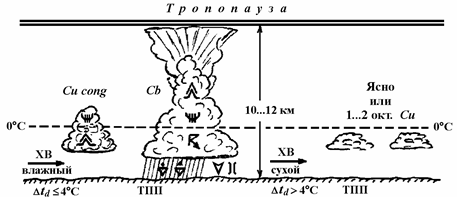 Тропопауза
Cu cong
Cb
Ясно
или
1...2 окт. Cu
10...12 км
0°C
0°C
ХВ
влажный
ХВ
сухой
Δtd ≤ 4°C
ТПП
Δtd > 4°C
ТПП